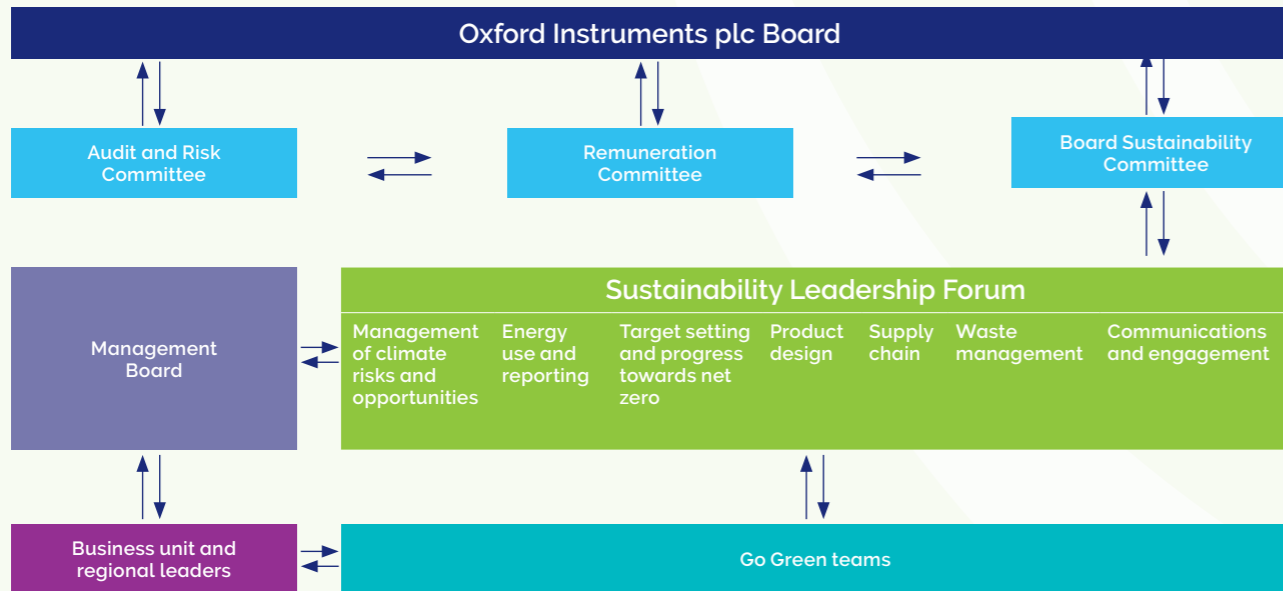 Oxford Instruments plc Board
Audit and Risk
Committee
Remuneration
Committee
Board Sustainability
Committee
Management
Board
Sustainability Leadership Forum
Management
of climate
risks and
opportunities
Energy
use and
reporting
Target setting
and progress
towards net
zero
Product
design
Supply
chain
Waste
management
Communications
and engagement
Business unit and
regional leaders
Go Green teams